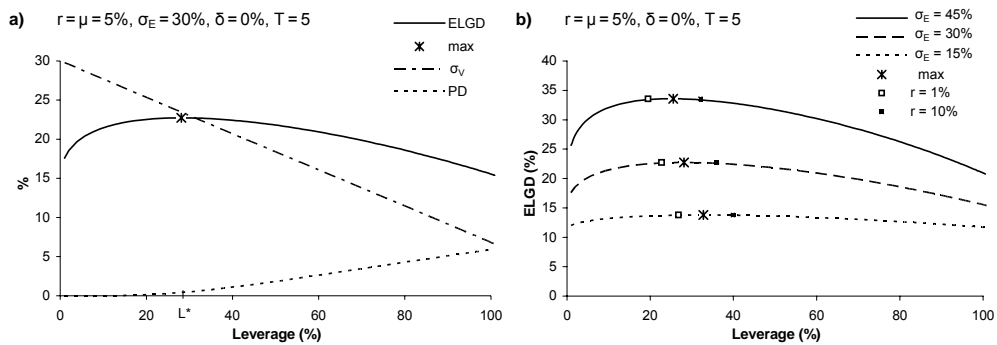 a)
r = μ = 5%, σE = 30%, δ = 0%, T = 5
ELGD
max
σV
PD
30
25
20
15
10
5
0
%
0
20
L*
40
60
80
100
Leverage (%)
b)
r = μ = 5%, δ = 0%, T = 5
σE = 45%
σE = 30%
σE = 15%
max
r = 1%
r = 10%
40
35
30
25
20
15
10
5
0
ELGD (%)
0
20
40
60
80
100
Leverage (%)